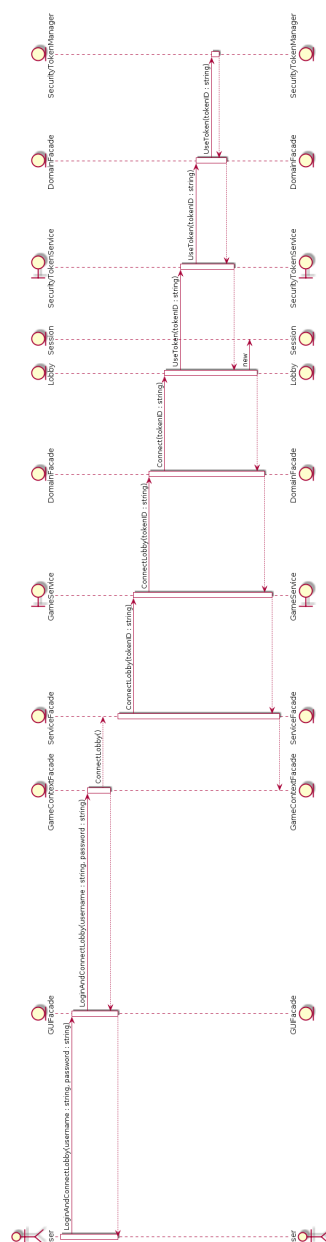 SecurityTokenManager
SecurityTokenManager
UseToken(tokenID : string)
DomainFacade
DomainFacade
UseToken(tokenID : string)
SecurityTokenService
SecurityTokenService
UseToken(tokenID : string)
new
Session
Session
Lobby
Lobby
Connect(tokenID : string)
DomainFacade
DomainFacade
ConnectLobby(tokenID : string)
GameService
GameService
ConnectLobby(tokenID : string)
ServiceFacade
ServiceFacade
ConnectLobby()
GameContextFacade
GameContextFacade
LoginAndConnectLobby(username : string, password : string)
GUIFacade
GUIFacade
LoginAndConnectLobby(username : string, password : string)
ser
ser